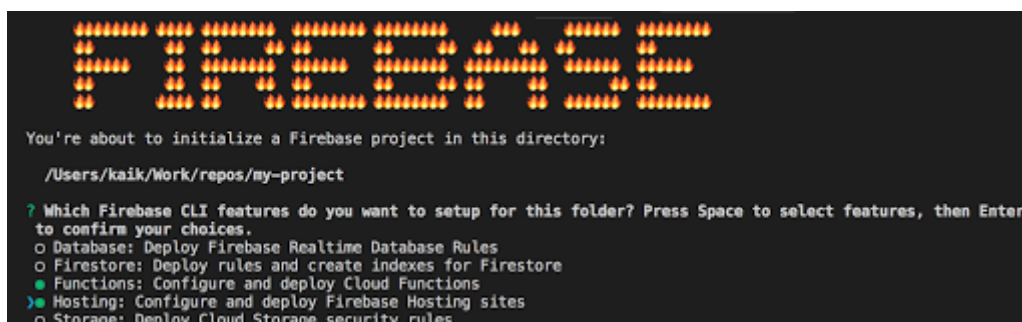 FIREBASE
You're about to initialize a Firebase project in this directory:
/Users/kaik/Work/repos/my-project
? Which Firebase CLI features do you want to setup for this folder? Press Space to select features, then Enter
to confirm your choices.
○ Database: Deploy Firebase Realtime Database Rules
○ Firestore: Deploy rules and create indexes for Firestore
● Functions: Configure and deploy Cloud Functions
❯● Hosting: Configure and deploy Firebase Hosting sites
○ Storage: Deploy Cloud Storage security rules